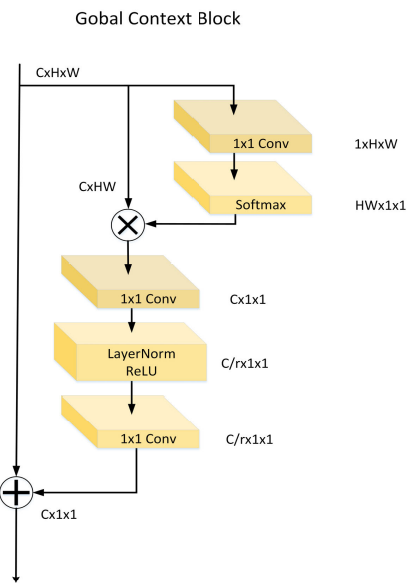 Gobal Context Block
CxHxW
1x1 Conv
1xHxW
CxHW
Softmax
HWx1x1
1x1 Conv
Cx1x1
LayerNorm
ReLU
C/rx1x1
1x1 Conv
C/rx1x1
Cx1x1